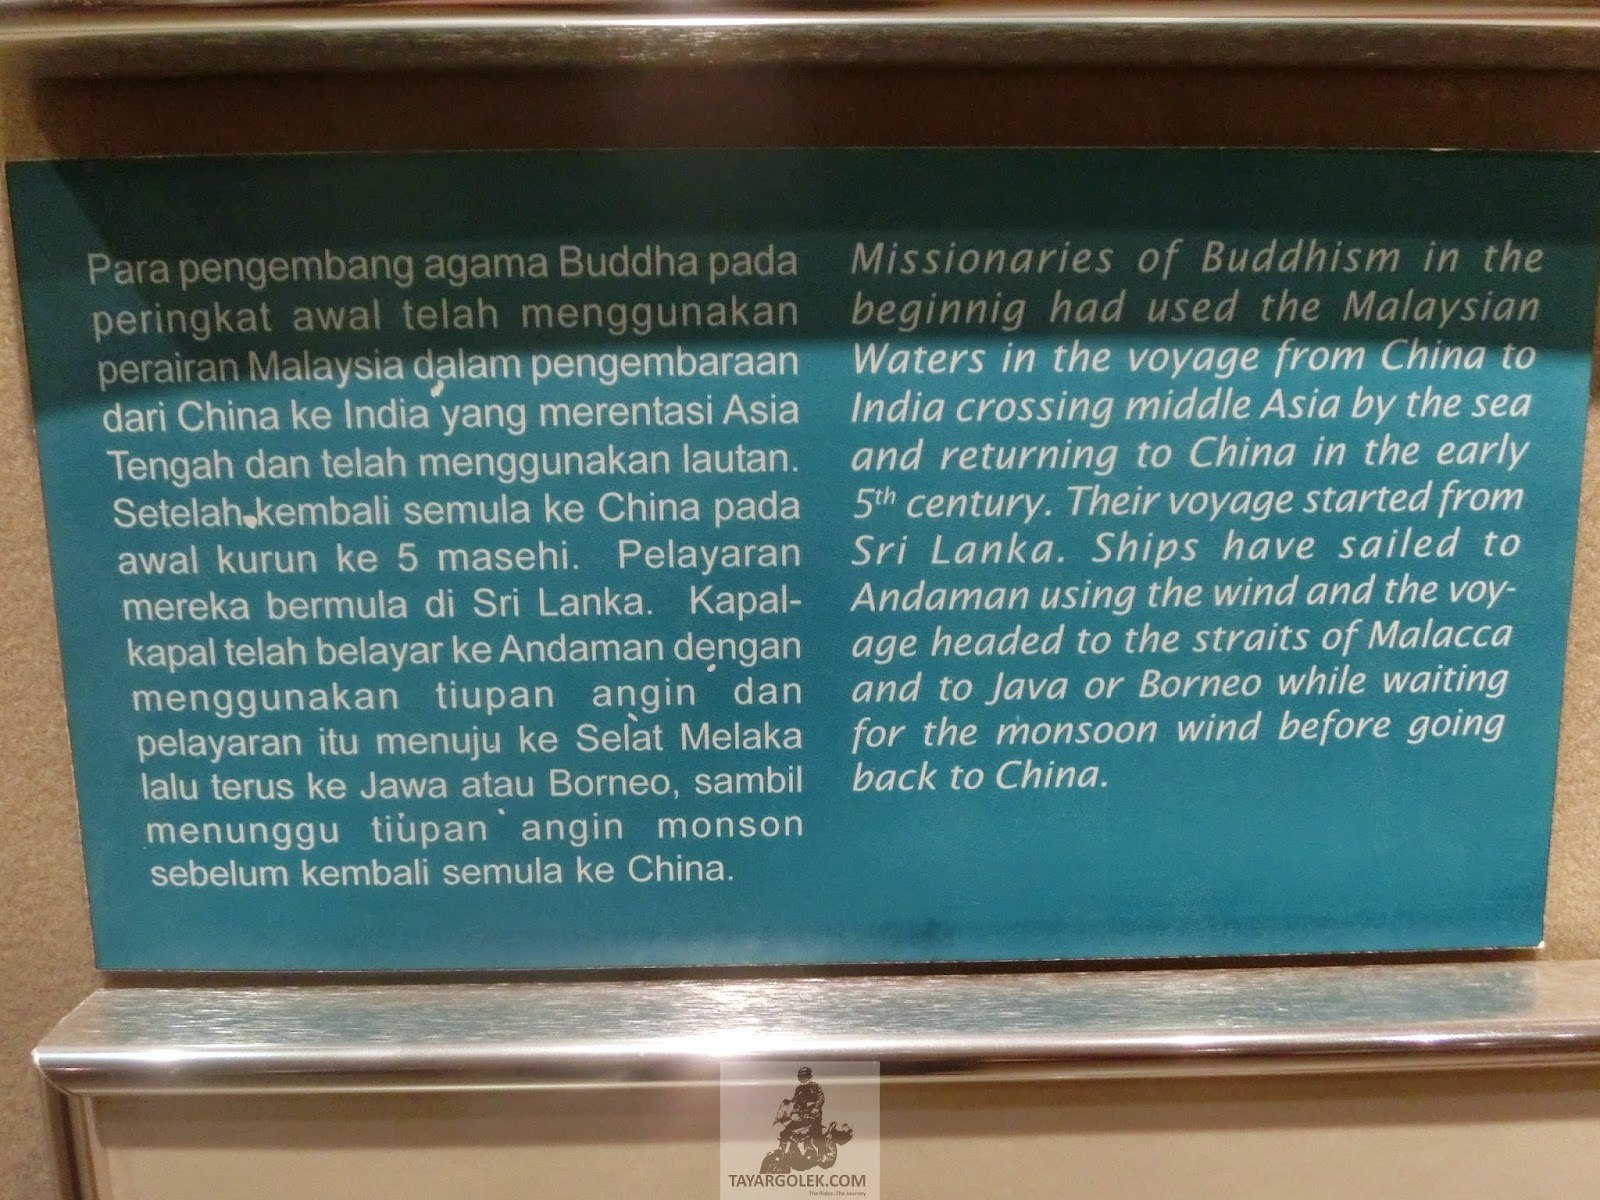 Para pengembang agama Buddha pada
peringkat awal telah menggunakan
perairan Malaysia dalam pengembaraan
dari China ke India yang merentasi Asia
Tengah dan telah menggunakan lautan.
Setelah kembali semula ke China pada
awal kurun ke 5 masehi. Pelayaran
mereka bermula di Sri Lanka. Kapal-
kapal telah belayar ke Andaman dengan
menggunakan tiupan angin dan
pelayaran itu menuju ke Selat Melaka
lalu terus ke Jawa atau Borneo, sambil
menunggu tiupan angin monson
sebelum kembali semula ke China.
Missionaries of Buddhism in the
beginnig had used the Malaysian
Waters in the voyage from China to
India crossing middle Asia by the sea
and returning to China in the early
5th century. Their voyage started from
Sri Lanka. Ships have sailed to
Andaman using the wind and the voy-
age headed to the straits of Malacca
and to Java or Borneo while waiting
for the monsoon wind before going
back to China.
TAYARGOLEK.COM
The Rides..The Journey